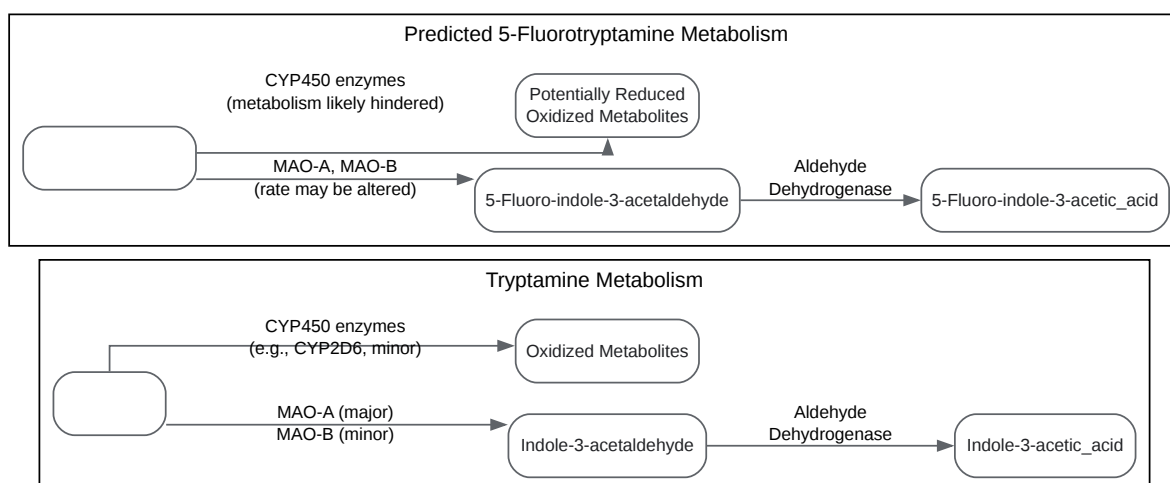 Predicted 5-Fluorotryptamine Metabolism
CYP450 enzymes
(metabolism likely hindered)
Potentially Reduced
Oxidized Metabolites
MAO-A, MAO-B
(rate may be altered)
5-Fluoro-indole-3-acetaldehyde
Aldehyde
Dehydrogenase
5-Fluoro-indole-3-acetic_acid
Tryptamine Metabolism
CYP450 enzymes
(e.g., CYP2D6, minor)
Oxidized Metabolites
MAO-A (major)
MAO-B (minor)
Indole-3-acetaldehyde
Aldehyde
Dehydrogenase
Indole-3-acetic_acid